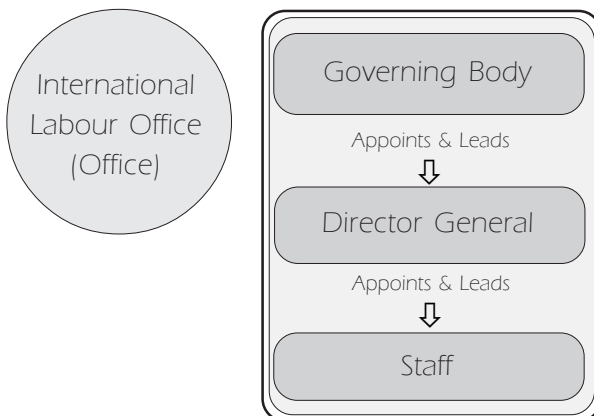 International
Labour Office
(Office)
Governing Body
Appoints & Leads
Director General
Appoints & Leads
Staff